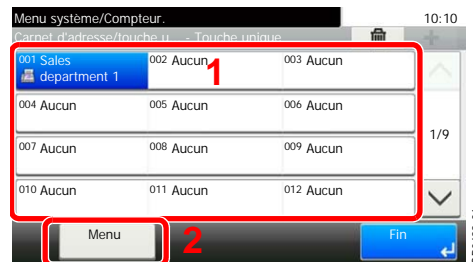 Menu système/Compteur. 10:10
Carnet d'adresse/touche u... - Touche unique
001 Sales department 1 002 Aucun 1 003 Aucun
004 Aucun 005 Aucun 006 Aucun
1/9
007 Aucun 008 Aucun 009 Aucun
010 Aucun 011 Aucun 012 Aucun
Menu 2 Fin